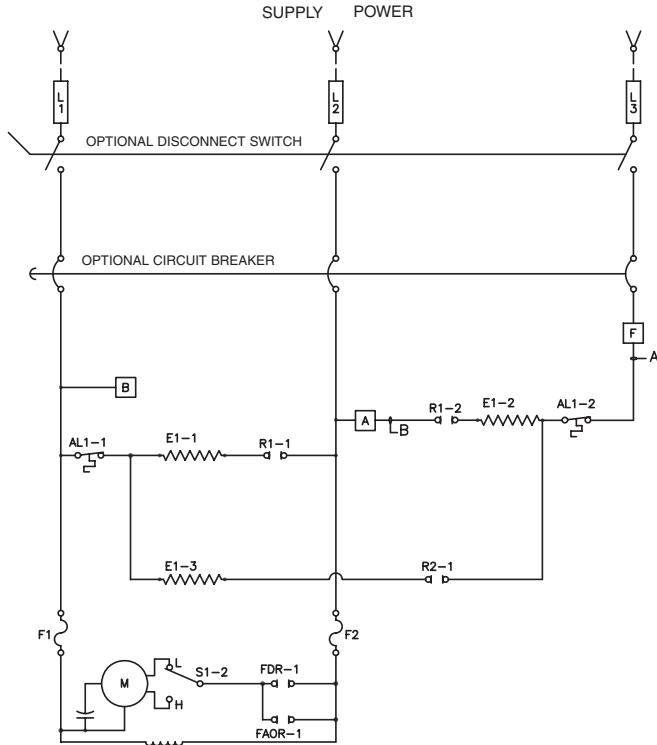 SUPPLY POWER
L1
L2
L3
OPTIONAL DISCONNECT SWITCH
OPTIONAL CIRCUIT BREAKER
F
A
B
A
B
R1-2
E1-2
AL1-2
AL1-1
E1-1
R1-1
E1-3
R2-1
F1
F2
M
L
S1-2
FDR-1
H
FAOR-1